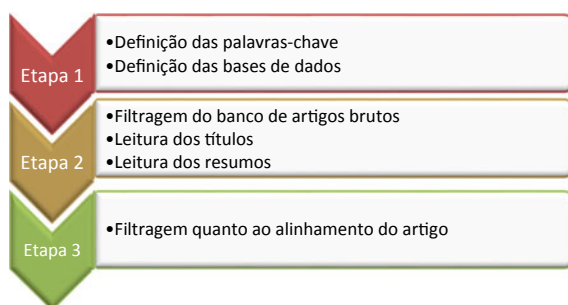 Etapa 1
•Definição das palavras-chave
•Definição das bases de dados
Etapa 2
•Filtragem do banco de artigos brutos
•Leitura dos títulos
•Leitura dos resumos
Etapa 3
•Filtragem quanto ao alinhamento do artigo